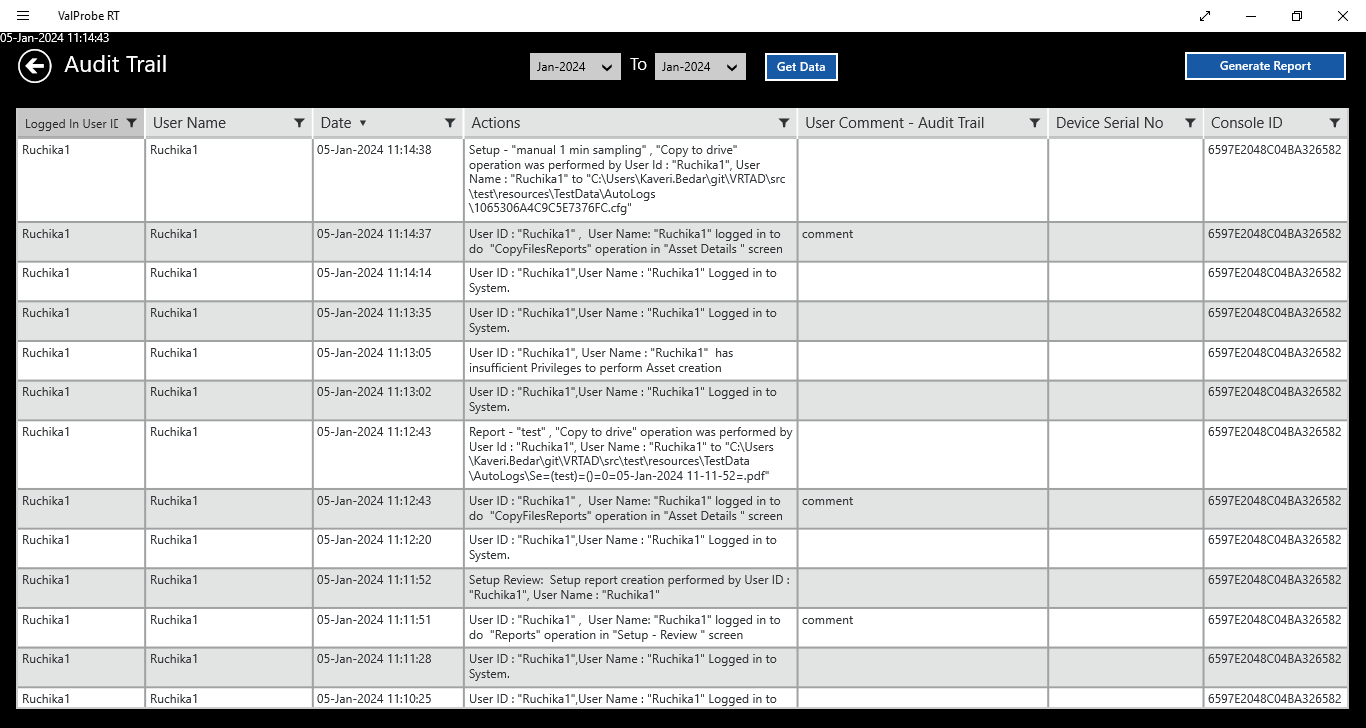 ValProbe RT
05-Jan-2024 11:14:43
Audit Trail
Jan-2024
To
Jan-2024
Get Data
Generate Report
Logged In User ID
User Name
Date
Actions
User Comment - Audit Trail
Device Serial No
Console ID
Ruchika1
Ruchika1
05-Jan-2024 11:14:38
Setup - "manual 1 min sampling" , "Copy to drive"
operation was performed by User Id : "Ruchika1", User
Name : "Ruchika1" to "C:\Users\Kaveri.Bedar\git\VRTAD\src
\test\resources\TestData\AutoLogs
\1065306A4C9C5E7376FC.cfg"
6597E2048C04BA326582
Ruchika1
Ruchika1
05-Jan-2024 11:14:37
User ID : "Ruchika1" ,  User Name: "Ruchika1" logged in to
do  "CopyFilesReports" operation in "Asset Details " screen
comment
6597E2048C04BA326582
Ruchika1
Ruchika1
05-Jan-2024 11:14:14
User ID : "Ruchika1",User Name : "Ruchika1" Logged in to
System.
6597E2048C04BA326582
Ruchika1
Ruchika1
05-Jan-2024 11:13:35
User ID : "Ruchika1",User Name : "Ruchika1" Logged in to
System.
6597E2048C04BA326582
Ruchika1
Ruchika1
05-Jan-2024 11:13:05
User ID : "Ruchika1", User Name : "Ruchika1"  has
insufficient Privileges to perform Asset creation
6597E2048C04BA326582
Ruchika1
Ruchika1
05-Jan-2024 11:13:02
User ID : "Ruchika1",User Name : "Ruchika1" Logged in to
System.
6597E2048C04BA326582
Ruchika1
Ruchika1
05-Jan-2024 11:12:43
Report - "test" , "Copy to drive" operation was performed by
User Id : "Ruchika1", User Name : "Ruchika1" to "C:\Users
\Kaveri.Bedar\git\VRTAD\src\test\resources\TestData
\AutoLogs\Se=(test)=()=0=05-Jan-2024 11-11-52=.pdf"
6597E2048C04BA326582
Ruchika1
Ruchika1
05-Jan-2024 11:12:43
User ID : "Ruchika1" ,  User Name: "Ruchika1" logged in to
do  "CopyFilesReports" operation in "Asset Details " screen
comment
6597E2048C04BA326582
Ruchika1
Ruchika1
05-Jan-2024 11:12:20
User ID : "Ruchika1",User Name : "Ruchika1" Logged in to
System.
6597E2048C04BA326582
Ruchika1
Ruchika1
05-Jan-2024 11:11:52
Setup Review:  Setup report creation performed by User ID :
"Ruchika1", User Name : "Ruchika1"
6597E2048C04BA326582
Ruchika1
Ruchika1
05-Jan-2024 11:11:51
User ID : "Ruchika1" ,  User Name: "Ruchika1" logged in to
do  "Reports" operation in "Setup - Review " screen
comment
6597E2048C04BA326582
Ruchika1
Ruchika1
05-Jan-2024 11:11:28
User ID : "Ruchika1",User Name : "Ruchika1" Logged in to
System.
6597E2048C04BA326582
Ruchika1
Ruchika1
05-Jan-2024 11:10:25
User ID : "Ruchika1",User Name : "Ruchika1" Logged in to
6597E2048C04BA326582